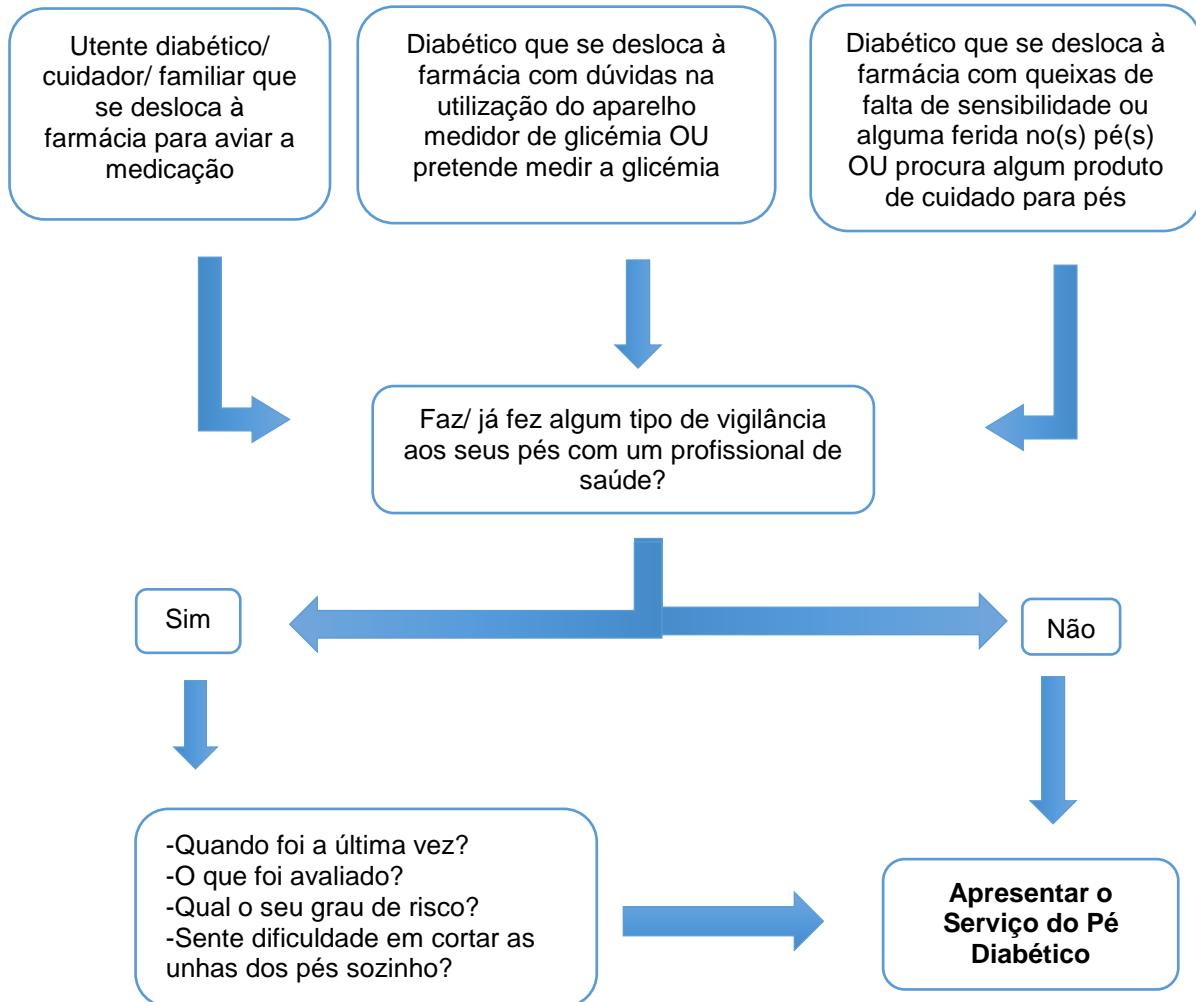 Utente diabético/
cuidador/ familiar que
se desloca à
farmácia para aviar a
medicação
Diabético que se desloca à
farmácia com dúvidas na
utilização do aparelho
medidor de glicémia OU
pretende medir a glicémia
Diabético que se desloca à
farmácia com queixas de
falta de sensibilidade ou
alguma ferida no(s) pé(s)
OU procura algum produto
de cuidado para pés
Faz/ já fez algum tipo de vigilância
aos seus pés com um profissional de
saúde?
Sim
Não
-Quando foi a última vez?
-O que foi avaliado?
-Qual o seu grau de risco?
-Sente dificuldade em cortar as
unhas dos pés sozinho?
Apresentar o
Serviço do Pé
Diabético